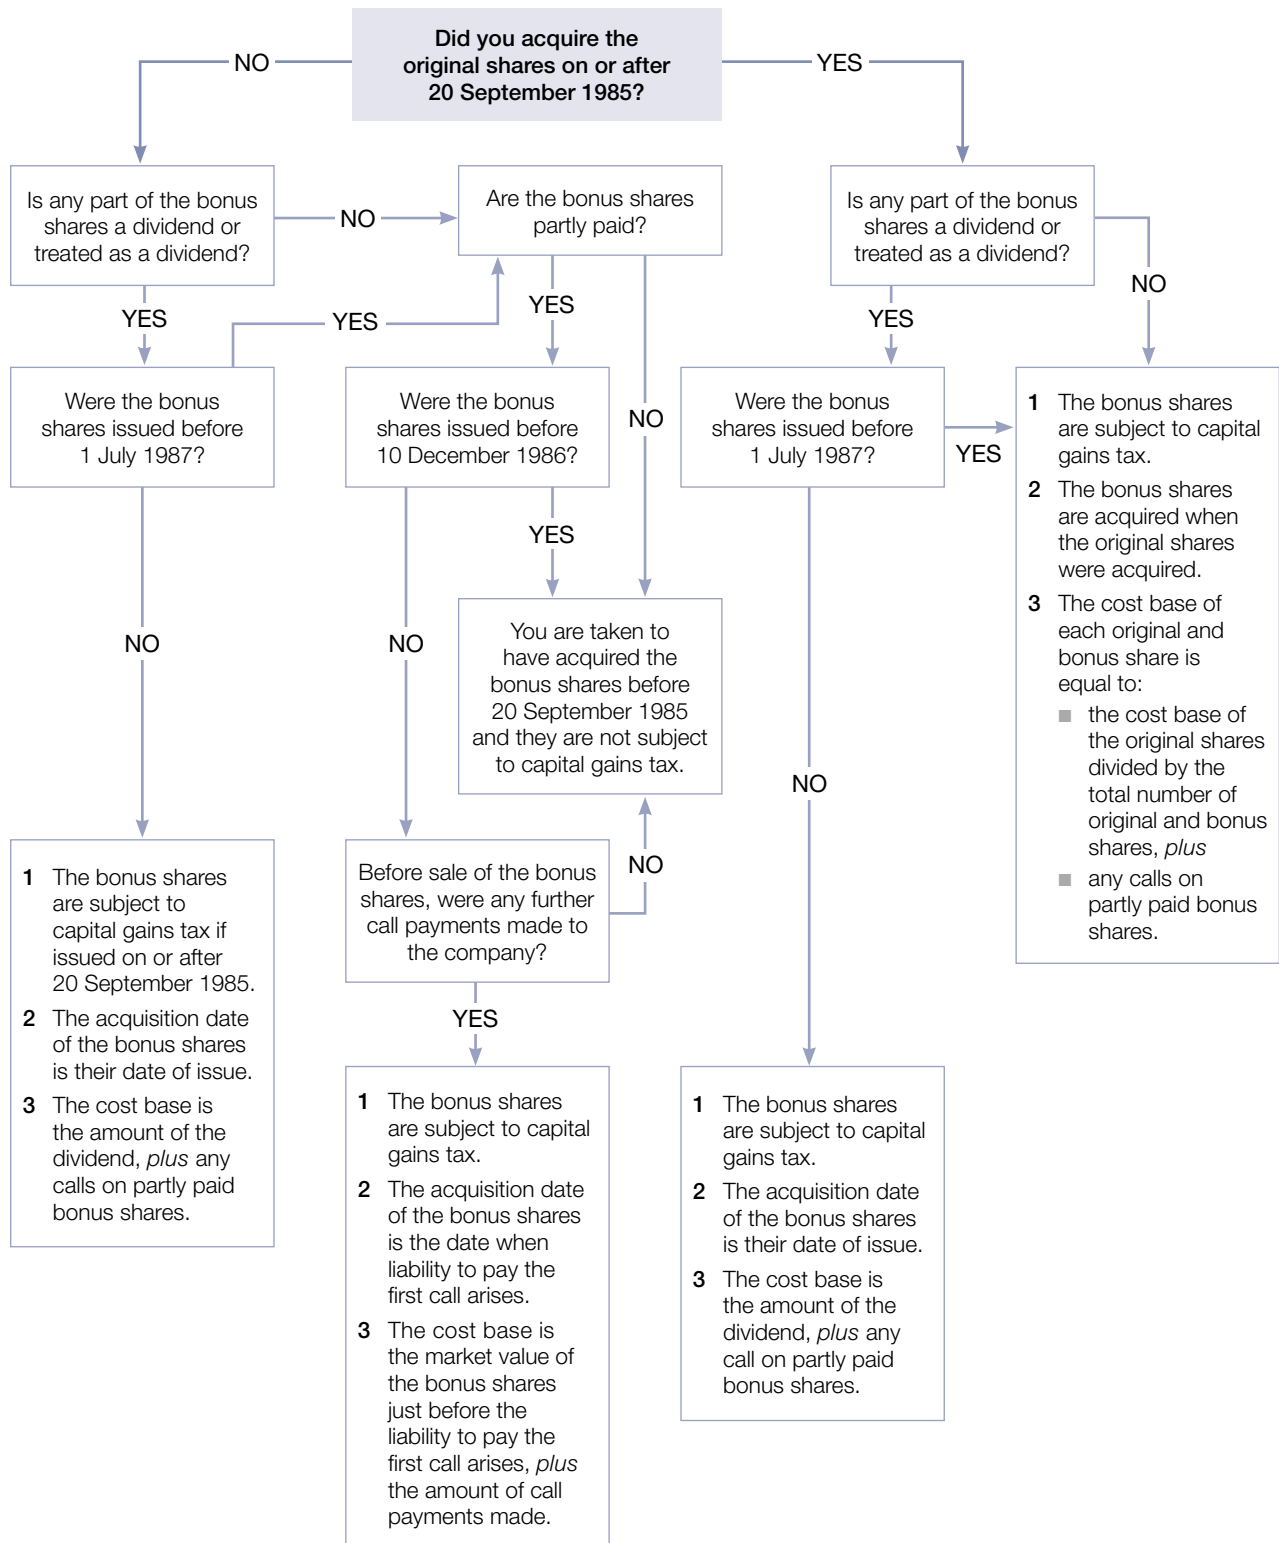 Did you acquire the
original shares on or after
20 September 1985?
NO
YES
Is any part of the bonus
shares a dividend or
treated as a dividend?
NO
Are the bonus shares
partly paid?
Is any part of the bonus
shares a dividend or
treated as a dividend?
NO
YES
YES
YES
YES
Were the bonus
shares issued before
1 July 1987?
Were the bonus
shares issued before
10 December 1986?
NO
Were the bonus
shares issued before
1 July 1987?
YES
1 The bonus shares
are subject to capital
gains tax.
2 The bonus shares
are acquired when
the original shares
were acquired.
3 The cost base of
each original and
bonus share is
equal to:
■ the cost base of
the original shares
divided by the
total number of
original and bonus
shares, plus
■ any calls on
partly paid bonus
shares.
YES
NO
NO
You are taken to
have acquired the
bonus shares before
20 September 1985
and they are not subject
to capital gains tax.
NO
1 The bonus shares
are subject to
capital gains tax if
issued on or after
20 September 1985.
2 The acquisition date
of the bonus shares
is their date of issue.
3 The cost base is
the amount of the
dividend, plus any
calls on partly paid
bonus shares.
Before sale of the bonus
shares, were any further
call payments made to
the company?
NO
YES
1 The bonus shares
are subject to capital
gains tax.
2 The acquisition date
of the bonus shares
is the date when
liability to pay the
first call arises.
3 The cost base is
the market value of
the bonus shares
just before the
liability to pay the
first call arises, plus
the amount of call
payments made.
1 The bonus shares
are subject to capital
gains tax.
2 The acquisition date
of the bonus shares
is their date of issue.
3 The cost base is
the amount of the
dividend, plus any
call on partly paid
bonus shares.